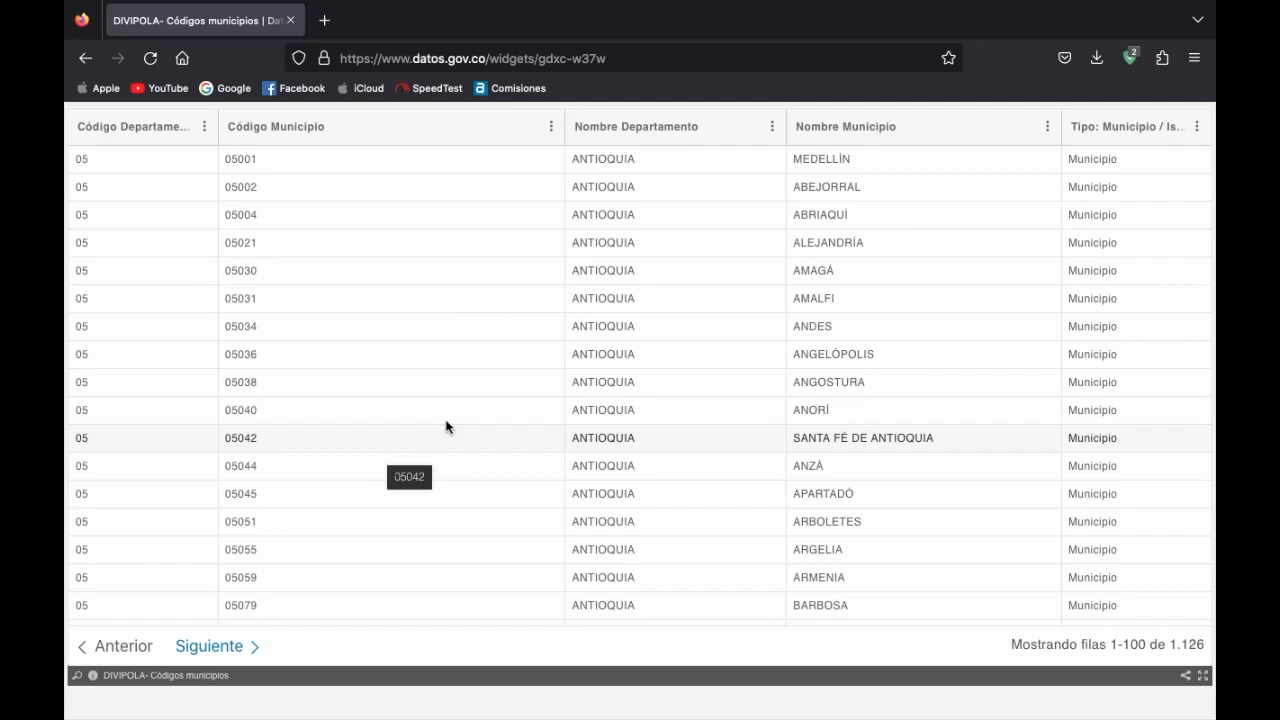 DIVIPOLA- Códigos municipios | Dat
https://www.datos.gov.co/widgets/gdxc-w37w
2
Apple YouTube Google Facebook iCloud SpeedTest Comisiones
Código Departame... Código Municipio Nombre Departamento Nombre Municipio Tipo: Municipio / Is...
05 05001 ANTIOQUIA MEDELLÍN Municipio
05 05002 ANTIOQUIA ABEJORRAL Municipio
05 05004 ANTIOQUIA ABRIAQUÍ Municipio
05 05021 ANTIOQUIA ALEJANDRÍA Municipio
05 05030 ANTIOQUIA AMAGÁ Municipio
05 05031 ANTIOQUIA AMALFI Municipio
05 05034 ANTIOQUIA ANDES Municipio
05 05036 ANTIOQUIA ANGELÓPOLIS Municipio
05 05038 ANTIOQUIA ANGOSTURA Municipio
05 05040 ANTIOQUIA ANORÍ Municipio
05 05042 ANTIOQUIA SANTA FÉ DE ANTIOQUIA Municipio
05 05044 ANTIOQUIA ANZÁ Municipio
05042
05 05045 ANTIOQUIA APARTADÓ Municipio
05 05051 ANTIOQUIA ARBOLETES Municipio
05 05055 ANTIOQUIA ARGELIA Municipio
05 05059 ANTIOQUIA ARMENIA Municipio
05 05079 ANTIOQUIA BARBOSA Municipio
Anterior Siguiente Mostrando filas 1-100 de 1.126
DIVIPOLA- Códigos municipios